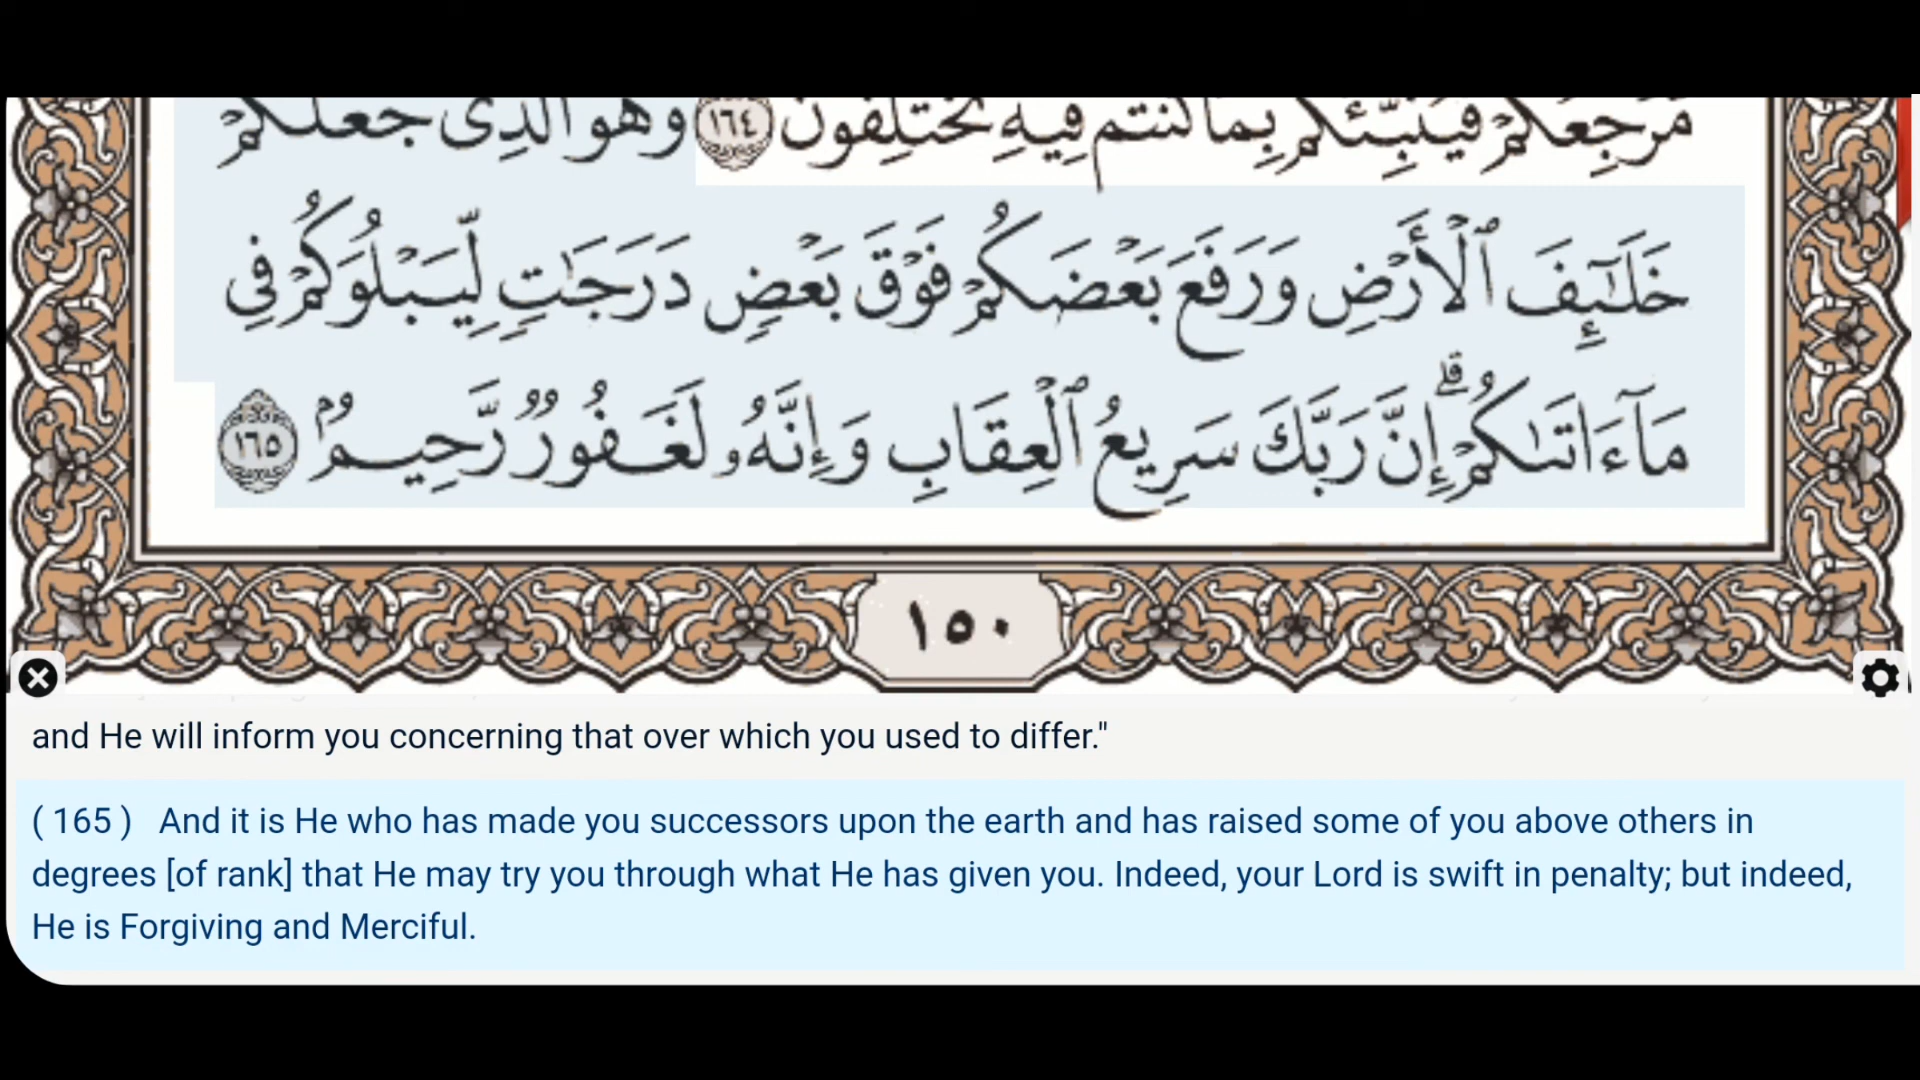 مَرْجِعُكُمْ فَيُنَبِّئُكُم بِمَا كُنتُمْ فِيهِ تَخْتَلِفُونَ ١٦٤ وَهُوَ الَّذِى جَعَلَكُمْ
خَلَـٰٓئِفَ ٱلْأَرْضِ وَرَفَعَ بَعْضَكُمْ فَوْقَ بَعْضٍ دَرَجَـٰتٍ لِّيَبْلُوَكُمْ فِى
مَآ ءَاتَىٰكُمْ ۗ إِنَّ رَبَّكَ سَرِيعُ ٱلْعِقَابِ وَإِنَّهُۥ لَغَفُورٌ رَّحِيمٌۢ ١٦٥
١٥٠
and He will inform you concerning that over which you used to differ."
( 165 ) And it is He who has made you successors upon the earth and has raised some of you above others in
degrees [of rank] that He may try you through what He has given you. Indeed, your Lord is swift in penalty; but indeed,
He is Forgiving and Merciful.